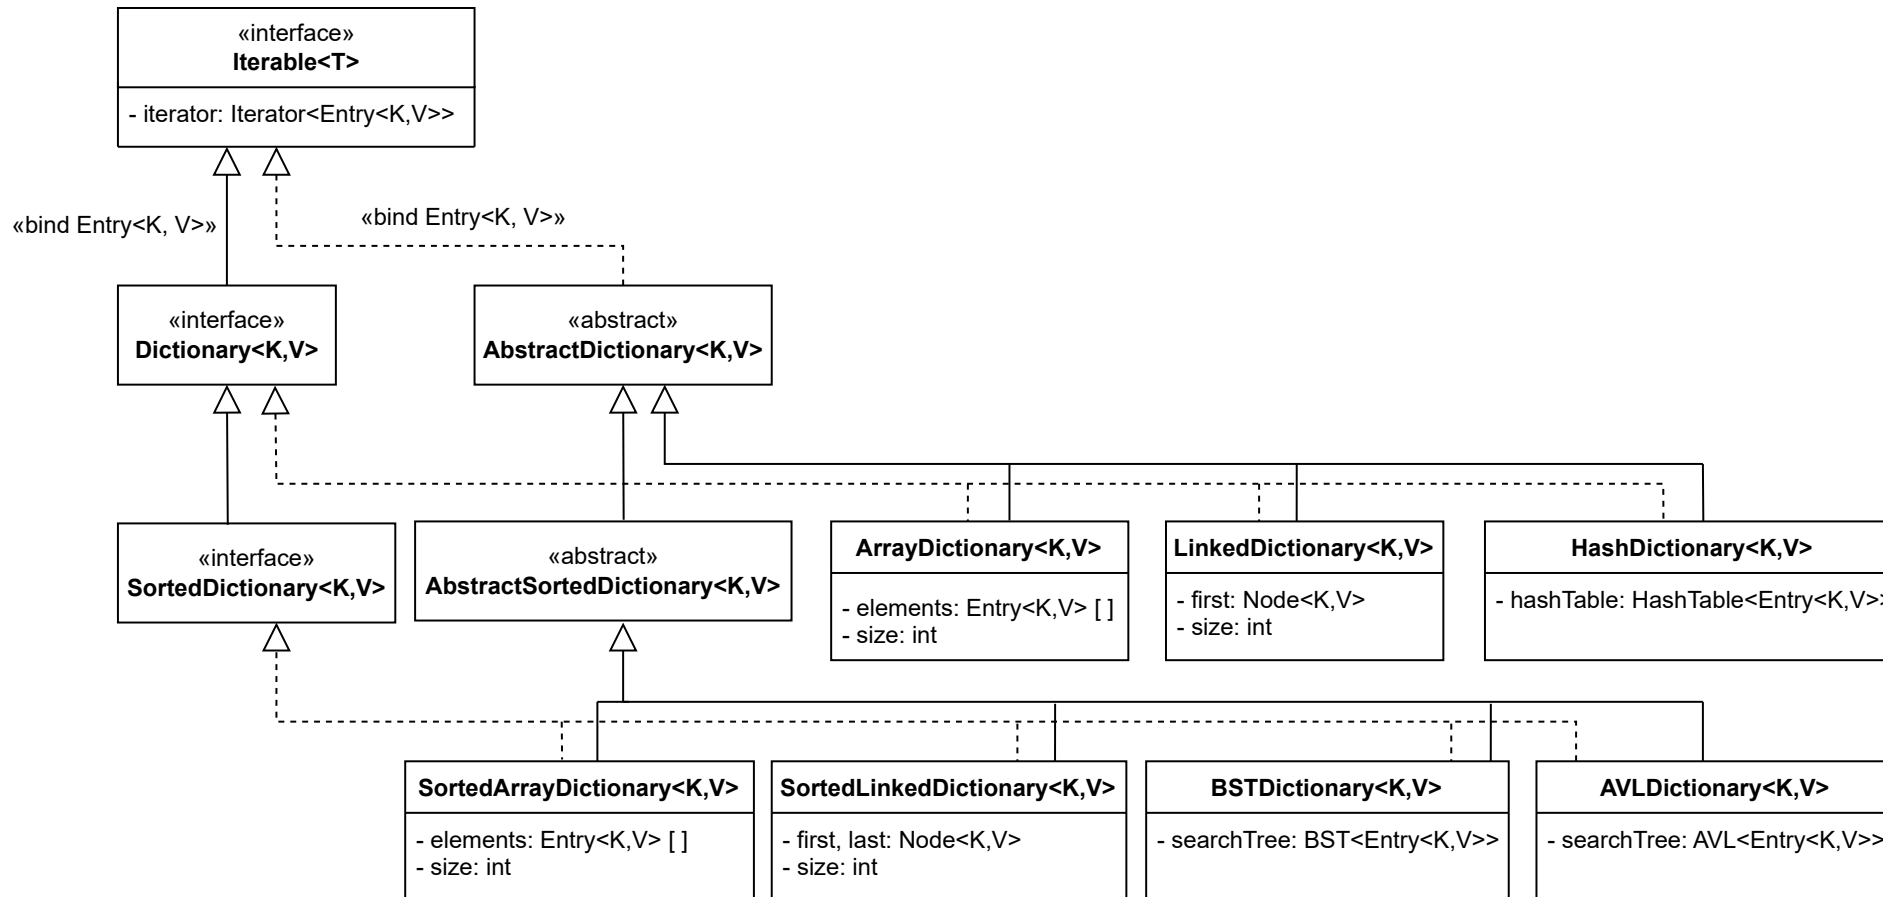 «interface»
Iterable<T>
- iterator: Iterator<Entry<K,V>>
«bind Entry<K, V>»
«bind Entry<K, V>»
«interface»
Dictionary<K,V>
«abstract»
AbstractDictionary<K,V>
«interface»
SortedDictionary<K,V>
«abstract»
AbstractSortedDictionary<K,V>
ArrayDictionary<K,V>
- elements: Entry<K,V> [ ]
- size: int
LinkedDictionary<K,V>
- first: Node<K,V>
- size: int
HashDictionary<K,V>
- hashTable: HashTable<Entry<K,V>>
SortedArrayDictionary<K,V>
- elements: Entry<K,V> [ ]
- size: int
SortedLinkedDictionary<K,V>
- first, last: Node<K,V>
- size: int
BSTDictionary<K,V>
- searchTree: BST<Entry<K,V>>
AVLDictionary<K,V>
- searchTree: AVL<Entry<K,V>>